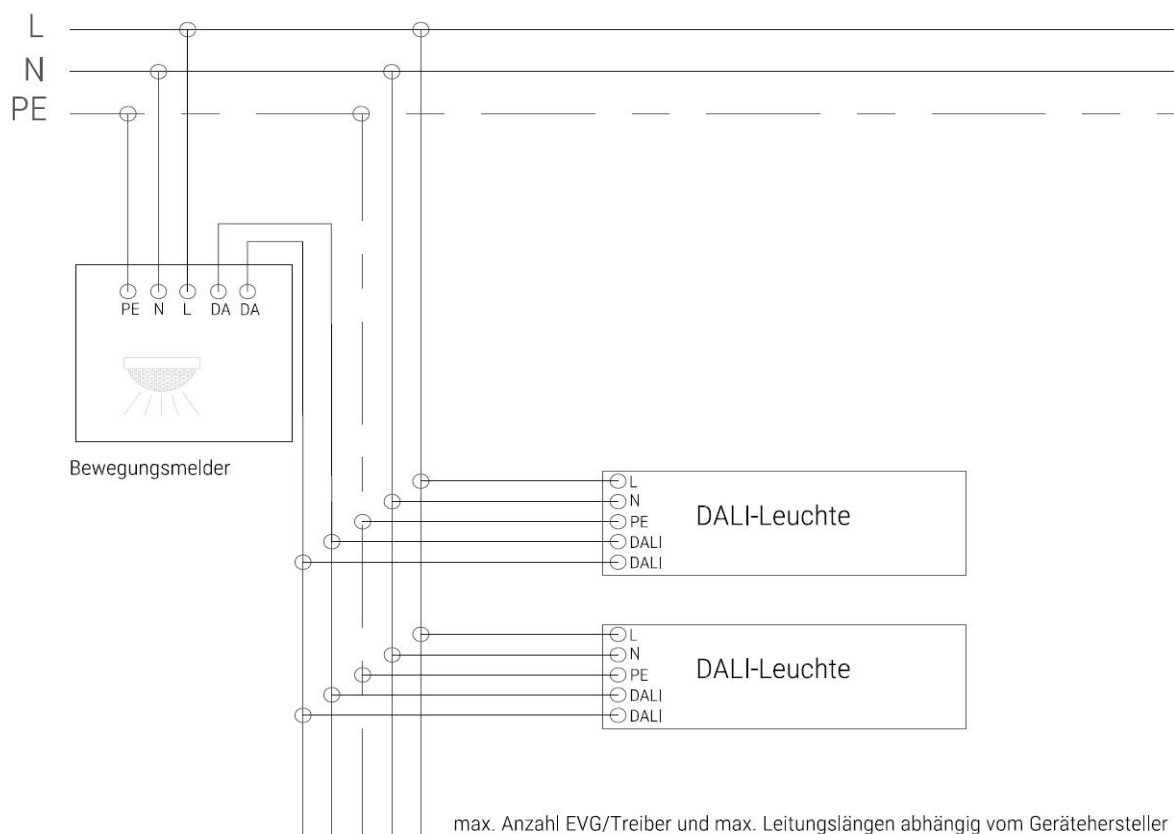 L
N
PE
PE N L DA DA
Bewegungsmelder
L
N
PE
DALI
DALI
DALI-Leuchte
L
N
PE
DALI
DALI
DALI-Leuchte
max. Anzahl EVG/Treiber und max. Leitungslängen abhängig vom Gerätehersteller